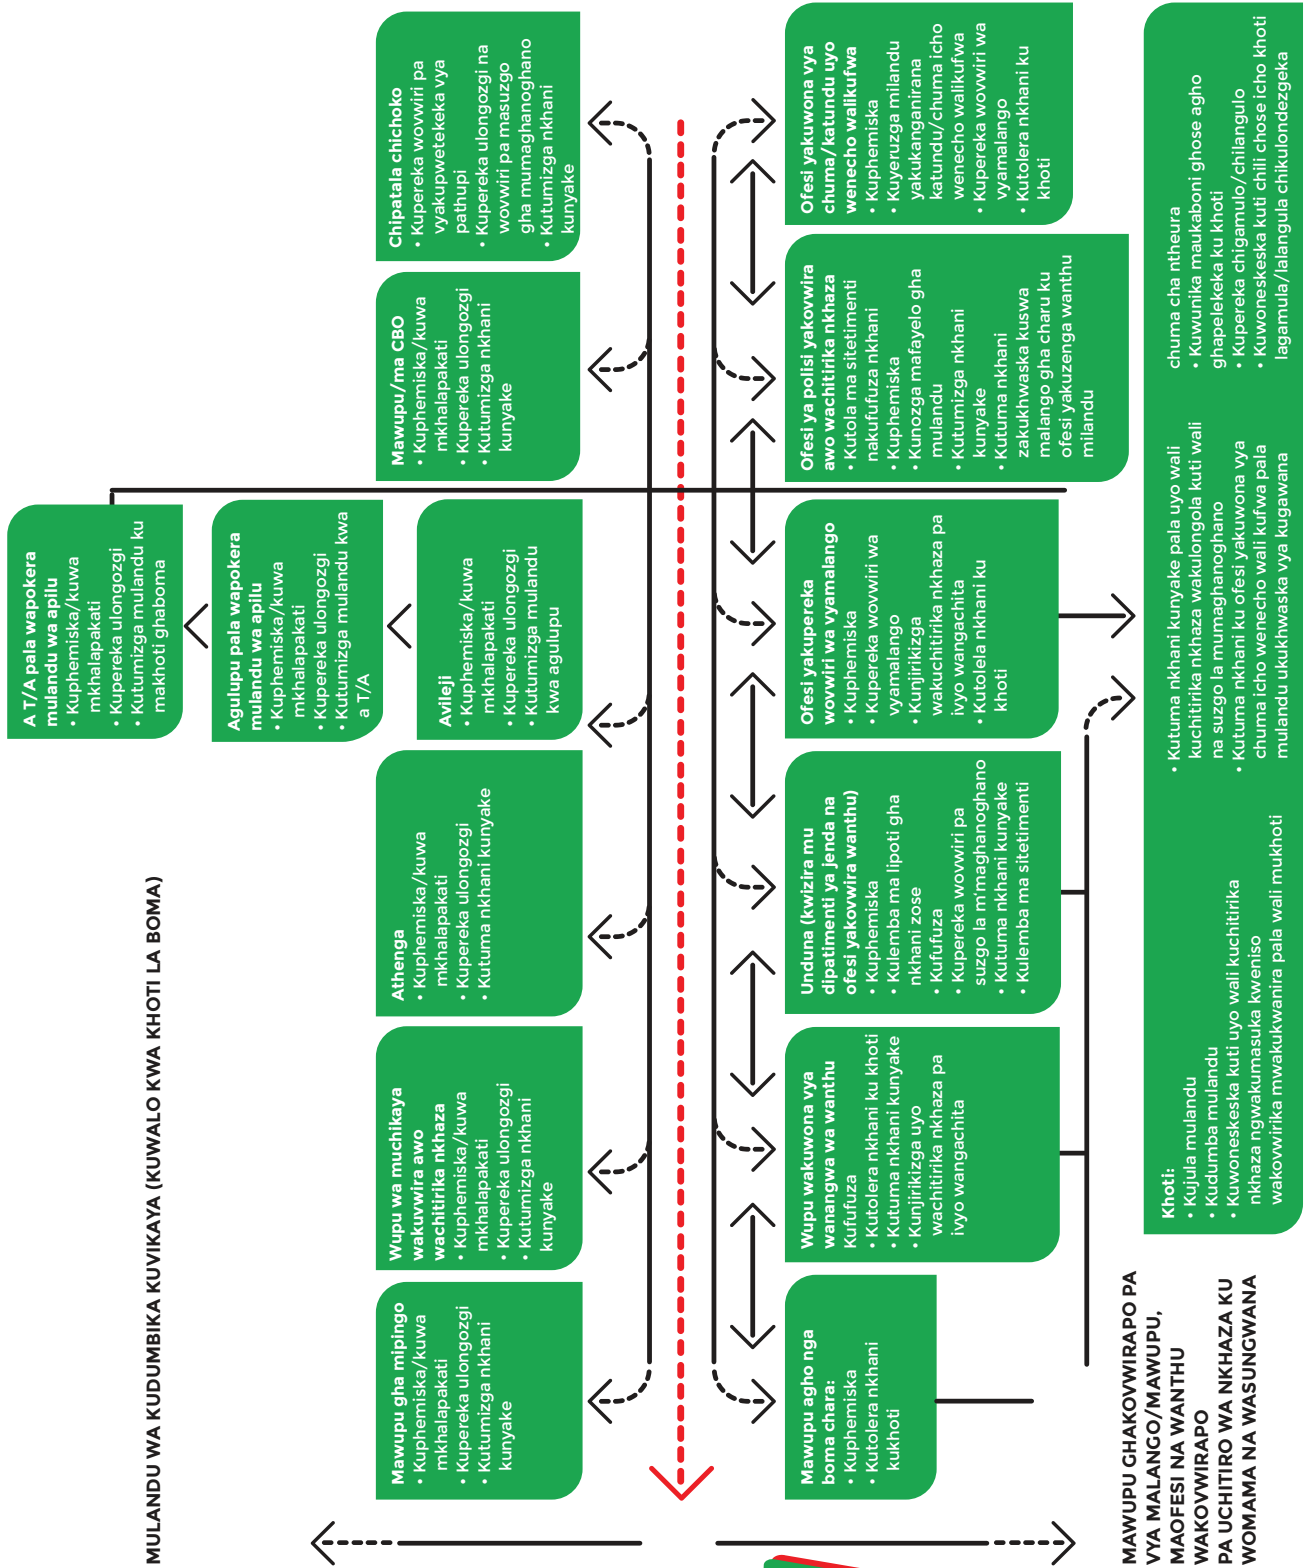 MULANDU WA KUDUMBIKA KUVIKAYA (KUWALO KWA KHOTI LA BOMA)
A T/A pala wapokera
mulandu wa apilu
• Kuphemiska/kuwa
mkhalapakati
• Kupereka ulongozgi
• Kutumizga mulandu ku
makhoti ghaboma
Agulupu pala wapokera
mulandu wa apilu
• Kuphemiska/kuwa
mkhalapakati
• Kupereka ulongozgi
• Kutumizga mulandu kwa
a T/A
Mawupu gha mipingo
• Kuphemiska/kuwa
mkhalapakati
• Kupereka ulongozgi
• Kutumizga nkhani
kunyake
Wupu wa muchikaya
wakuvwira awo
wachitirika nkhaza
• Kuphemiska/kuwa
mkhalapakati
• Kupereka ulongozgi
• Kutumizga nkhani
kunyake
Athenga
• Kuphemiska/kuwa
mkhalapakati
• Kupereka ulongozgi
• Kutuma nkhani kunyake
Avileji
• Kuphemiska/kuwa
mkhalapakati
• Kupereka ulongozgi
• Kutumizga mulandu
kwa agulupu
Mawupu/ma CBO
• Kuphemiska/kuwa
mkhalapakati
• Kupereka ulongozgi
• Kutumizga nkhani
kunyake
Chipatala chichoko
• Kupereka wovwiri pa
vyakupwetekeka vya
pathupi
• Kupereka ulongozgi na
wovwiri pa masuzgo
gha mumaghanoghano
• Kutumizga nkhani
kunyake
Mawupu agho nga
boma chara:
• Kuphemiska
• Kutolera nkhani
kukhoti
Wupu wakuwona vya
wanangwa wa wanthu
Kufufuza
• Kutolera nkhani ku khoti
• Kutuma nkhani kunyake
• Kunjirikizga uyo
wachitirika nkhaza pa
ivyo wangachita
Unduna (kwizira mu
dipatimenti ya jenda na
ofesi yakovwira wanthu)
• Kuphemiska
• Kulemba ma lipoti gha
nkhani zose
• Kufufuza
• Kupereka wovwiri pa
suzgo la m'maghanoghano
• Kutuma nkhani kunyake
• Kulemba ma sitetimenti
Ofesi yakupereka
wovwiri wa vyamalango
• Kuphemiska
• Kupereka wovwiri wa
vyamalango
• Kunjirikizga
wakuchitirika nkhaza pa
ivyo wangachita
• Kutolela nkhani ku
khoti
Ofesi ya polisi yakovwira
awo wachitirika nkhaza
• Kutola ma sitetimenti
nakufufuza nkhani
• Kuphemiska
• Kunozga mafayelo gha
mulandu
• Kutumizga nkhani
kunyake
• Kutuma nkhani
zakukhwaska kuswa
malango gha charu ku
ofesi yakuzenga wanthu
milandu
Ofesi yakuwona vya
chuma/katundu uyo
wenecho walikufwa
• Kuphemiska
• Kuyeruzga milandu
yakukanganirana
katundu/chuma icho
wenecho walikufwa
• Kupereka wovwiri wa
vyamalango
• Kutolera nkhani ku
khoti
MAWUPU GHAKOVWIRAPO PA
VYA MALANGO/MAWUPU,
MAOFESI NA WANTHU
WAKOVWIRAPO
PA UCHITIRO WA NKHAZA KU
WOMAMA NA WASUNGWANA
Khoti:
• Kujula mulandu
• Kudumba mulandu
• Kuwoneskeska kuti uyo wali kuchitirika
nkhaza ngwakumasuka kweniso
wakovwirika mwakukwanira pala wali mukhoti
• Kutuma nkhani kunyake pala uyo wali
kuchitirika nkhaza wakulongola kuti wali
na suzgo la mumaghanoghano
• Kutuma nkhani ku ofesi yakuwona vya
chuma icho wenecho wali kufwa pala
mulandu ukukhwaska vya kugawana
chuma cha ntheura
• Kuwunika maukaboni ghose agho
ghapelekeka ku khoti
• Kupereka chigamulo/chilangulo
• Kuwoneskeska kuti chili chose icho khoti
lagamula/lalangula chikulondezgeka